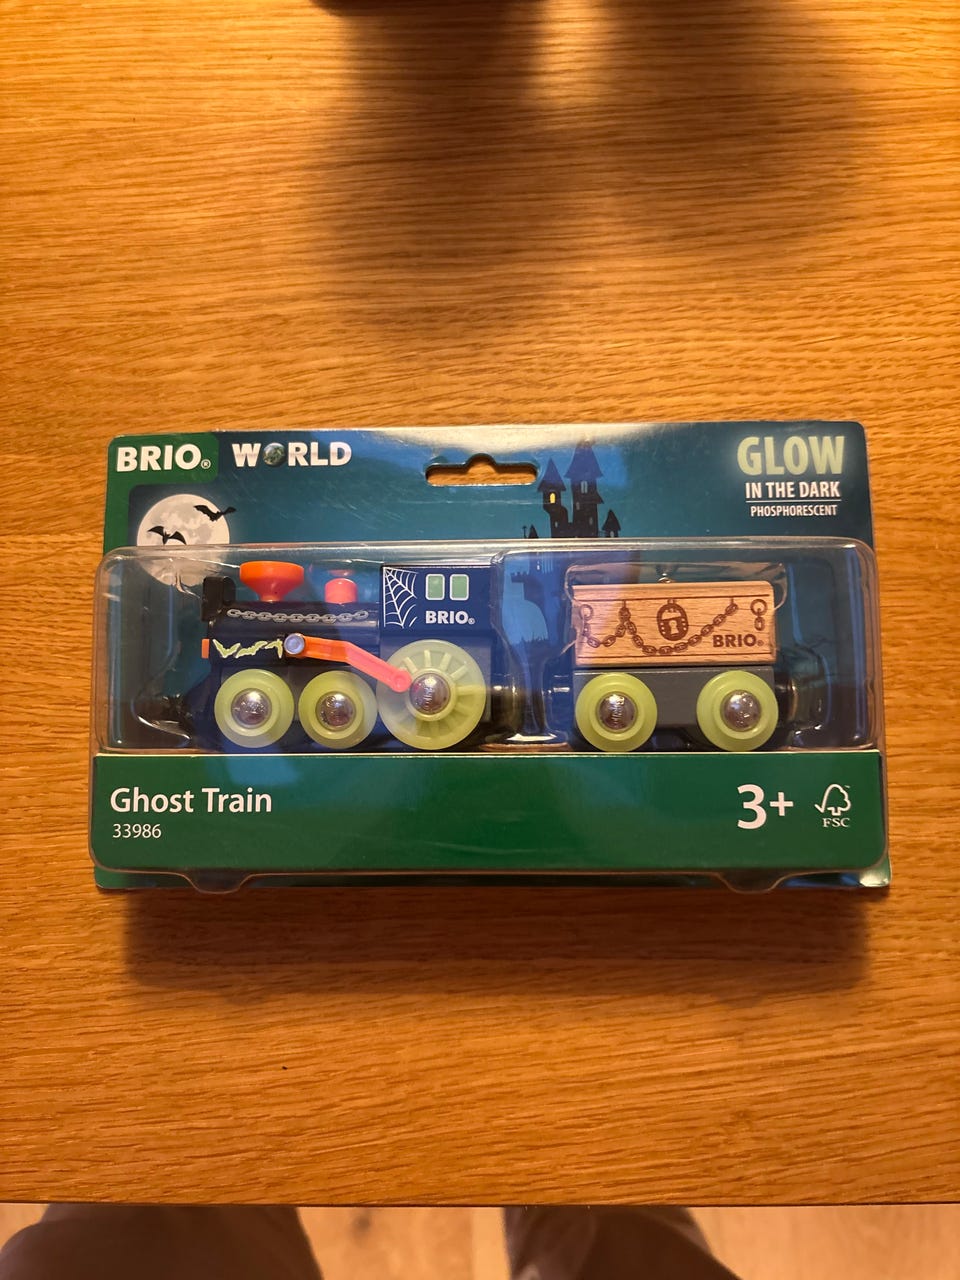 BRIO® WORLD
GLOW
IN THE DARK
PHOSPHORESCENT
BRIO®
BRIO®
Ghost Train
33986
3+
FSC